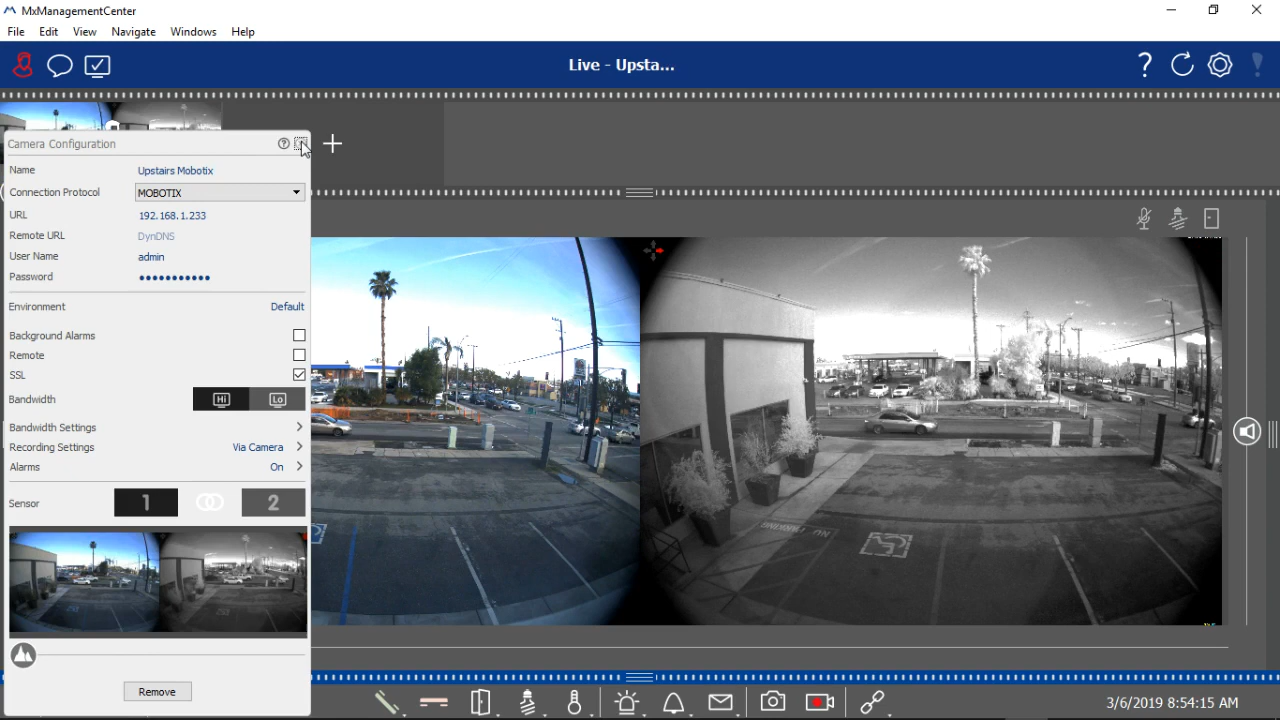 MxManagementCenter
File Edit View Navigate Windows Help
Live - Upsta...
Camera Configuration
Name Upstairs Mobotix
Connection Protocol MOBOTIX
URL 192.168.1.233
Remote URL DynDNS
User Name admin
Password •••••••••••
Environment Default
Background Alarms
Remote
SSL
Bandwidth Hi Lo
Bandwidth Settings
Recording Settings Via Camera
Alarms On
Sensor 1 2
NO PARKING
Remove
3/6/2019 8:54:15 AM